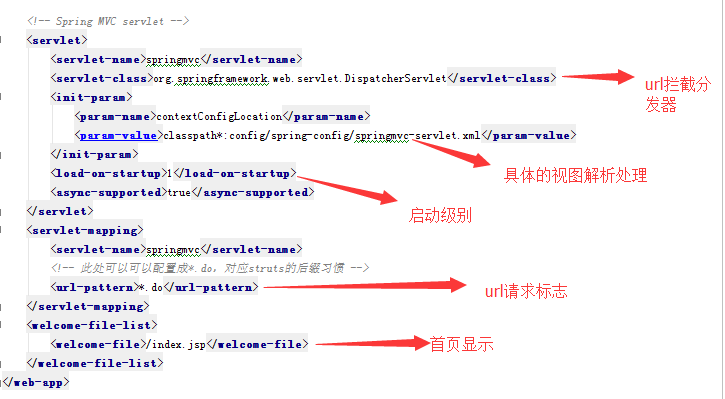 <!-- Spring MVC servlet -->
<servlet>
<servlet-name>springmvc</servlet-name>
<servlet-class>org.springframework.web.servlet.DispatcherServlet</servlet-class>
url拦截分
发器
<init-param>
<param-name>contextConfigLocation</param-name>
<param-value>classpath*:config/spring-config/springmvc-servlet.xml</param-value>
</init-param>
具体的视图解析处理
<load-on-startup>1</load-on-startup>
<async-supported>true</async-supported>
启动级别
</servlet>
<servlet-mapping>
<servlet-name>springmvc</servlet-name>
<!-- 此处可以可以配置成*.do，对应struts的后缀习惯 -->
<url-pattern>*.do</url-pattern>
url请求标志
</servlet-mapping>
<welcome-file-list>
<welcome-file>/index.jsp</welcome-file>
首页显示
</welcome-file-list>
</web-app>